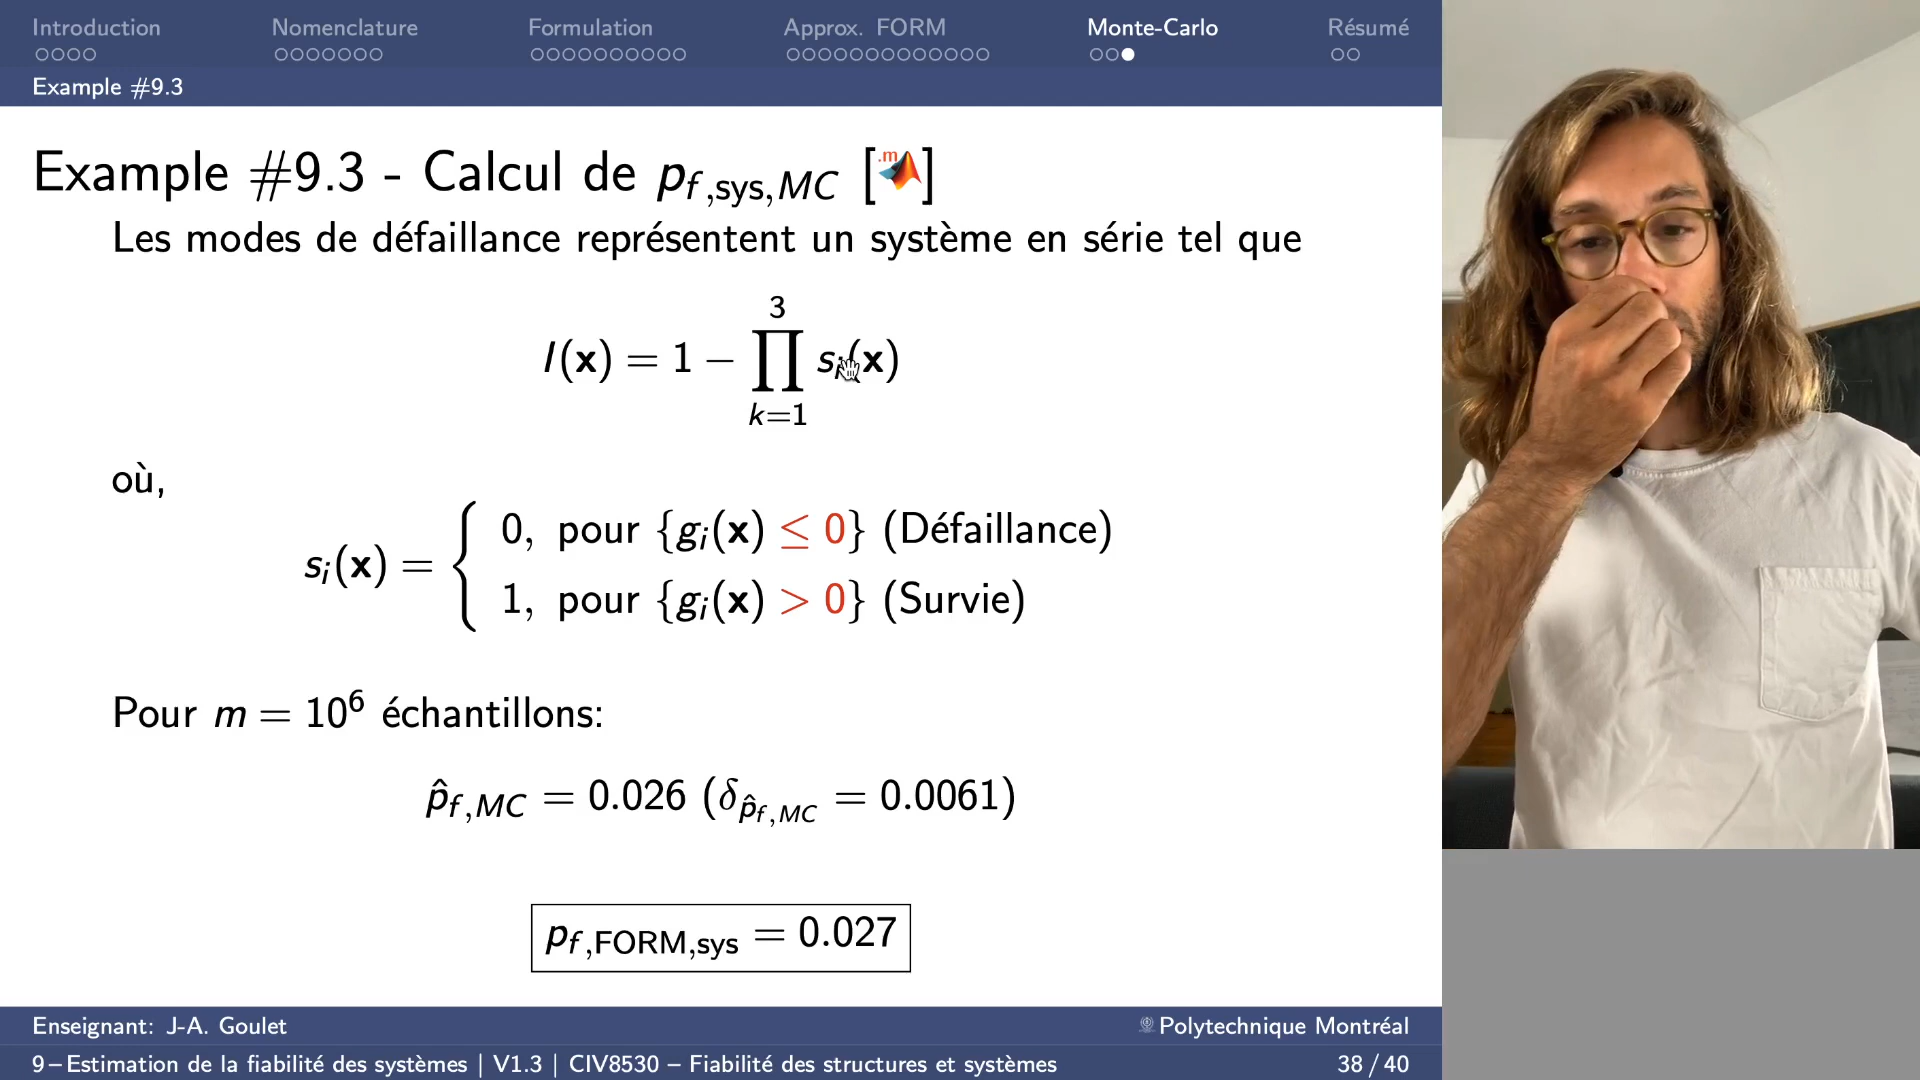 Introduction Nomenclature Formulation Approx. FORM Monte-Carlo Résumé
Example #9.3
Example #9.3 - Calcul de p_{f,sys,MC} [.m]
Les modes de défaillance représentent un système en série tel que
I(x) = 1 − ∏_{k=1}^{3} s_i(x)
où,
s_i(x) = { 0, pour {g_i(x) ≤ 0} (Défaillance)
1, pour {g_i(x) > 0} (Survie)
Pour m = 10^6 échantillons:
p̂_{f,MC} = 0.026 (δ_{p̂_{f,MC}} = 0.0061)
p_{f,FORM,sys} = 0.027
Enseignant: J-A. Goulet Polytechnique Montréal
9–Estimation de la fiabilité des systèmes | V1.3 | CIV8530 – Fiabilité des structures et systèmes 38 / 40